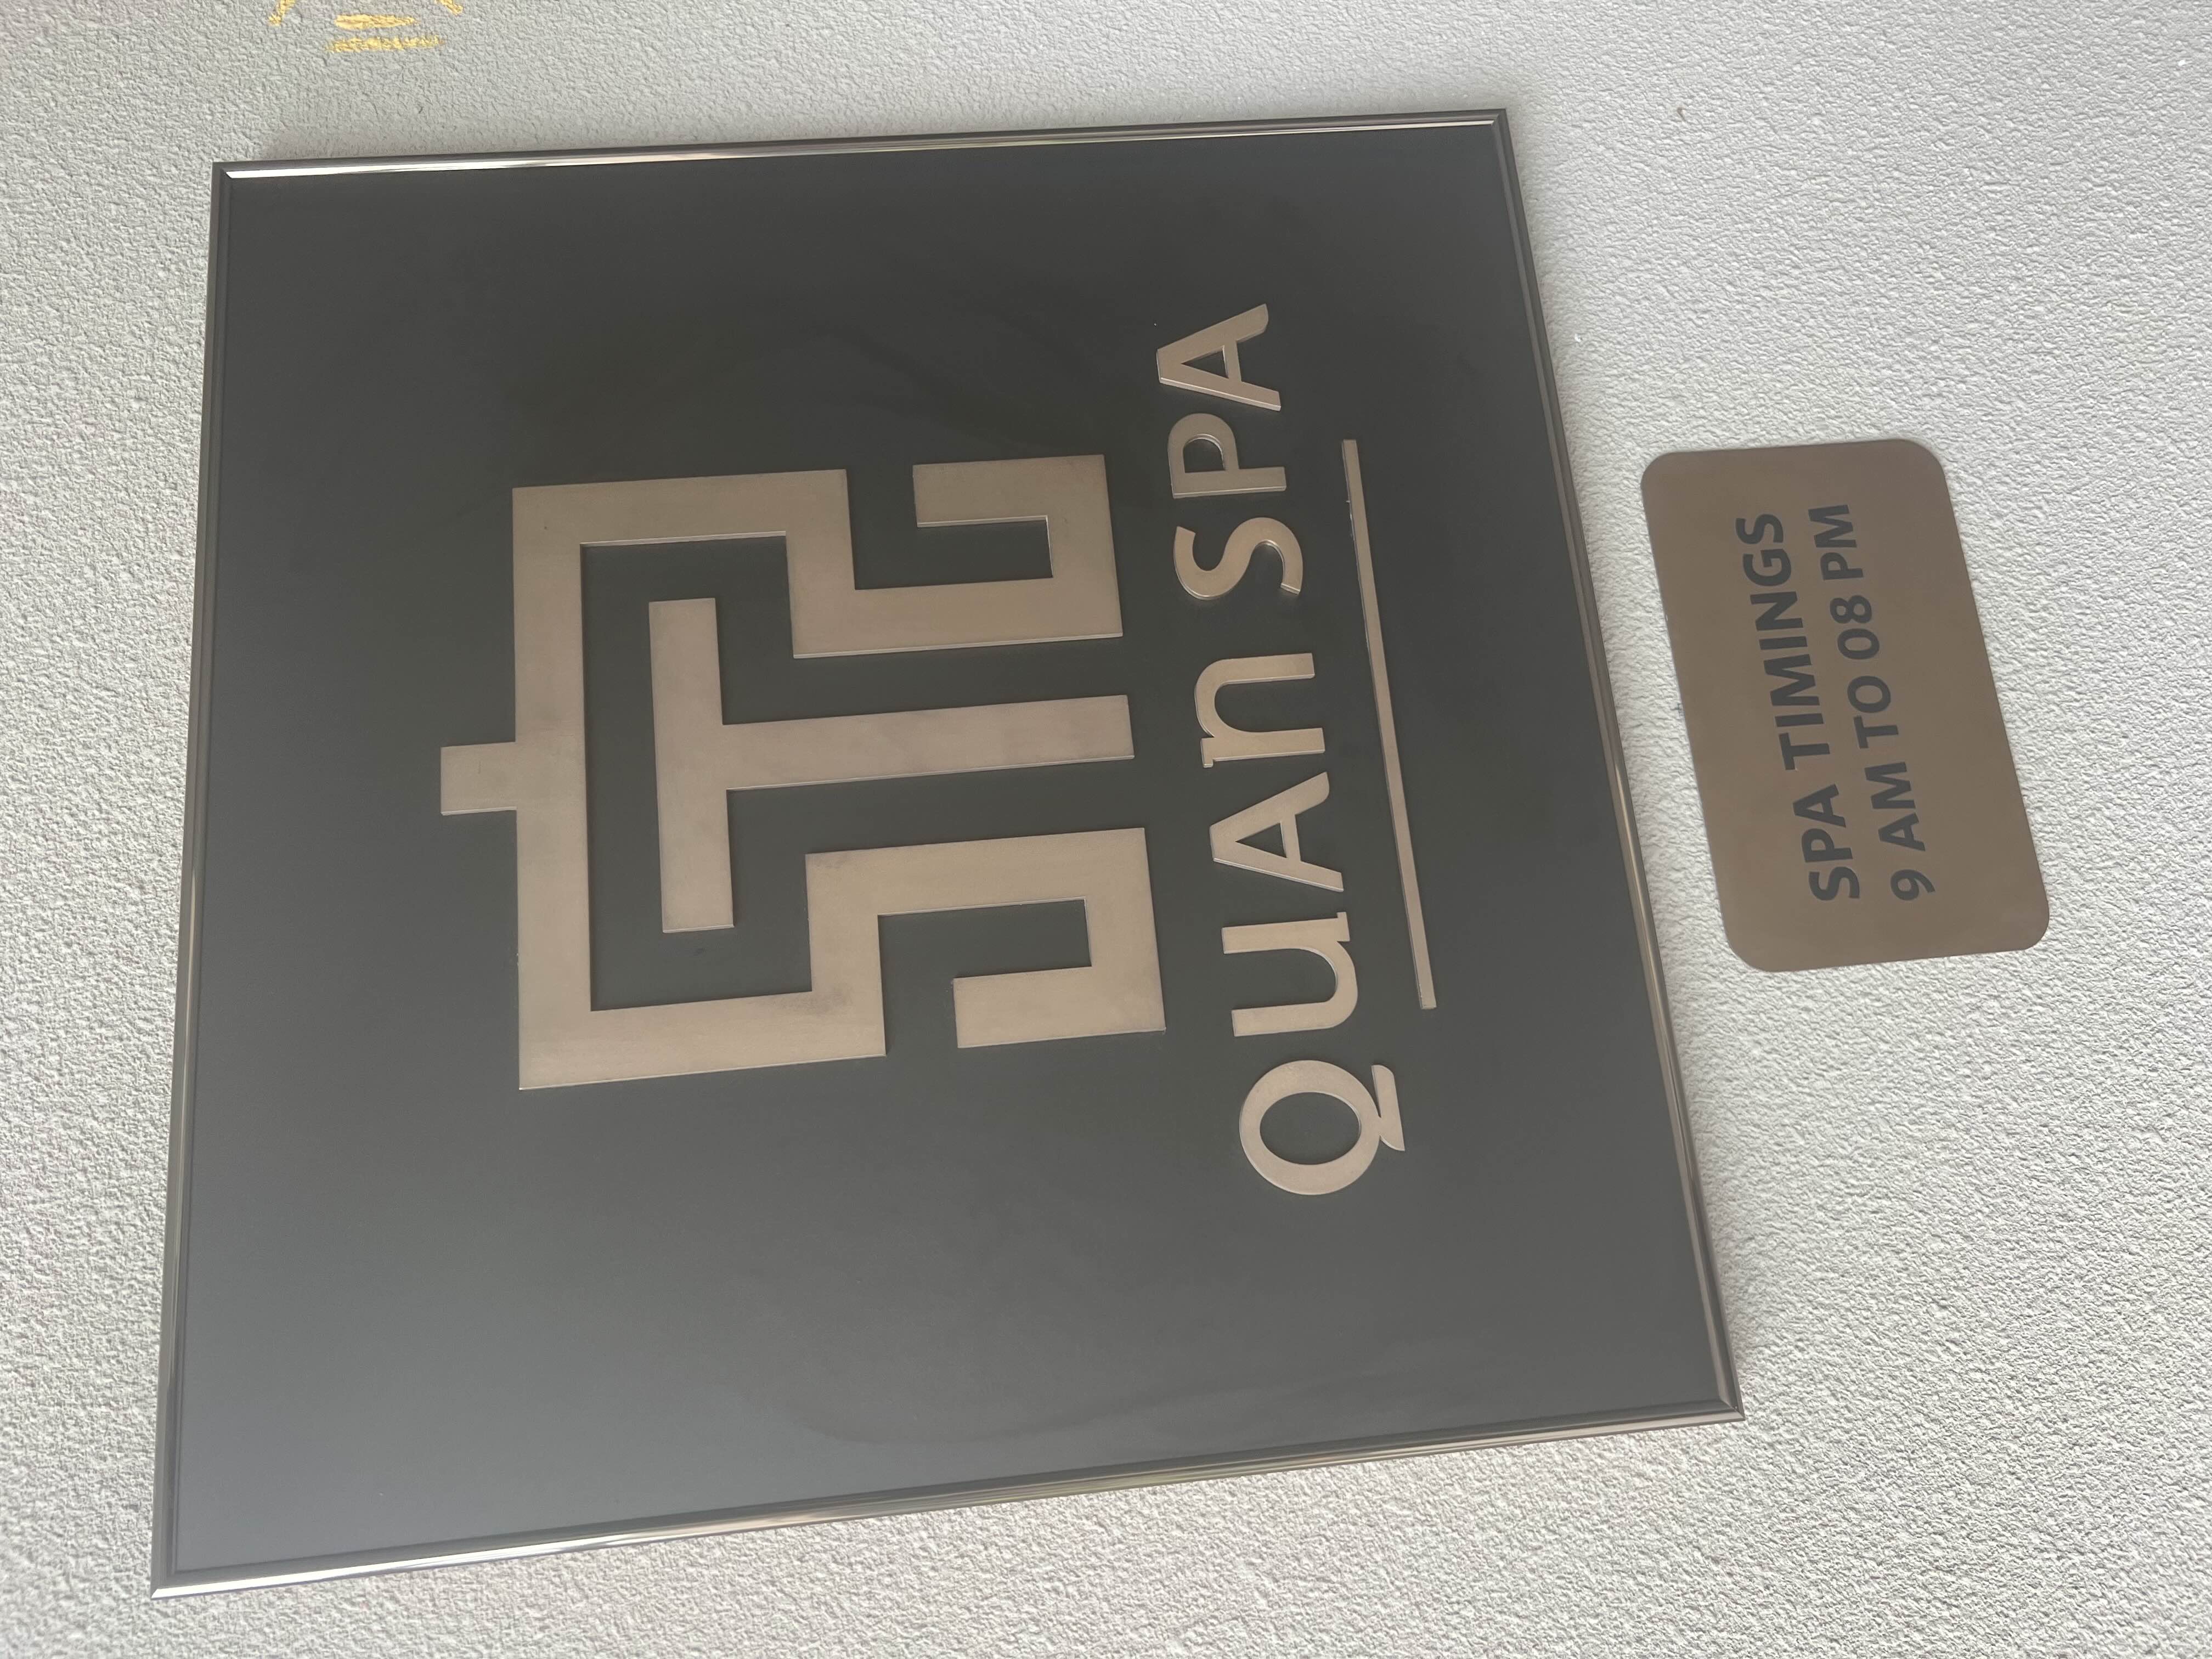 QUAn SPA
SPA TIMINGS
9 AM TO 08 PM